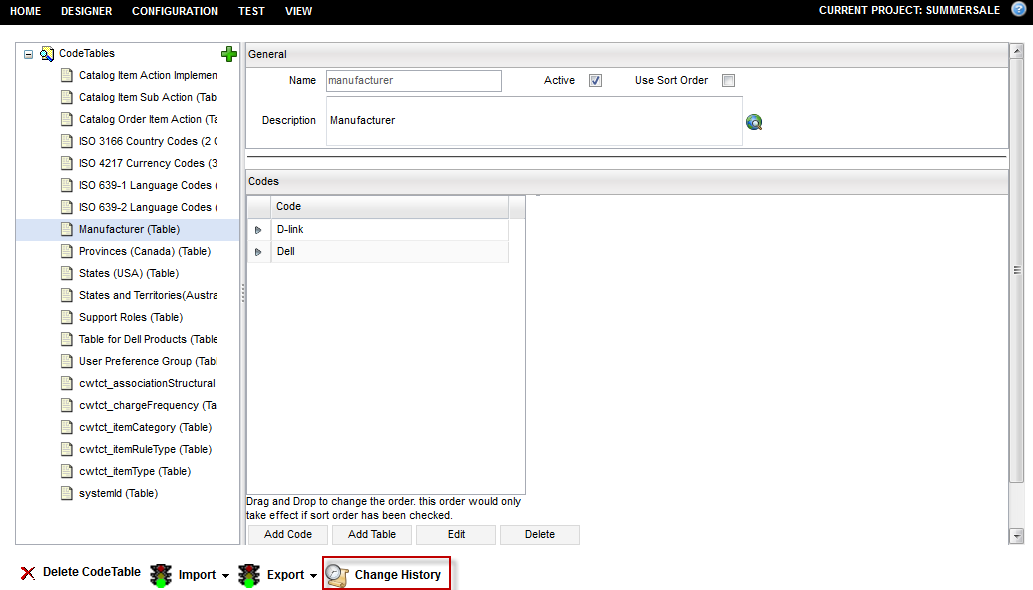 HOME DESIGNER CONFIGURATION TEST VIEW CURRENT PROJECT: SUMMERSALE
CodeTables
Catalog Item Action Implemen
Catalog Item Sub Action (Tab
Catalog Order Item Action (Ta
ISO 3166 Country Codes (2 C
ISO 4217 Currency Codes (3
ISO 639-1 Language Codes (
ISO 639-2 Language Codes (
Manufacturer (Table)
Provinces (Canada) (Table)
States (USA) (Table)
States and Territories(Austra
Support Roles (Table)
Table for Dell Products (Table
User Preference Group (Tabl
cwtct_associationStructural
cwtct_chargeFrequency (Ta
cwtct_itemCategory (Table)
cwtct_itemRuleType (Table)
cwtct_itemType (Table)
systemId (Table)
General
Name manufacturer Active Use Sort Order
Description Manufacturer
Codes
Code
D-link
Dell
Drag and Drop to change the order. this order would only
take effect if sort order has been checked.
Add Code Add Table Edit Delete
Delete CodeTable Import Export Change History